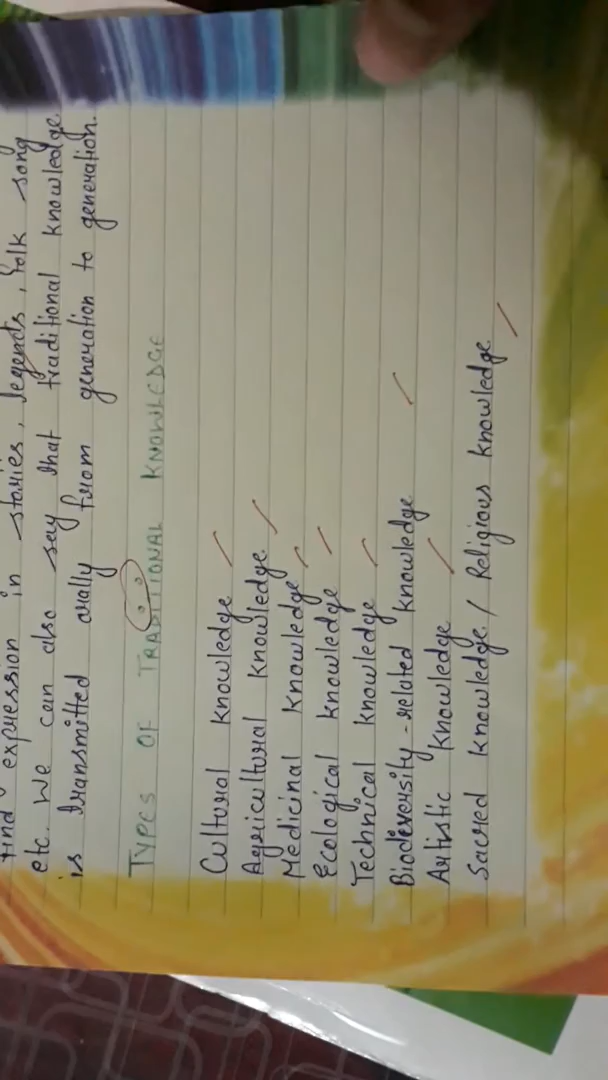 find expression in stories, legends, folk song
etc. We can also say that traditional knowledge
is transmitted orally from generation to generation.
TYPES OF TRADITIONAL KNOWLEDGE
Cultural knowledge
Agricultural knowledge
Medicinal knowledge
Ecological knowledge
Technical knowledge
Biodiversity-related knowledge
Artistic knowledge
Sacred knowledge / Religious knowledge